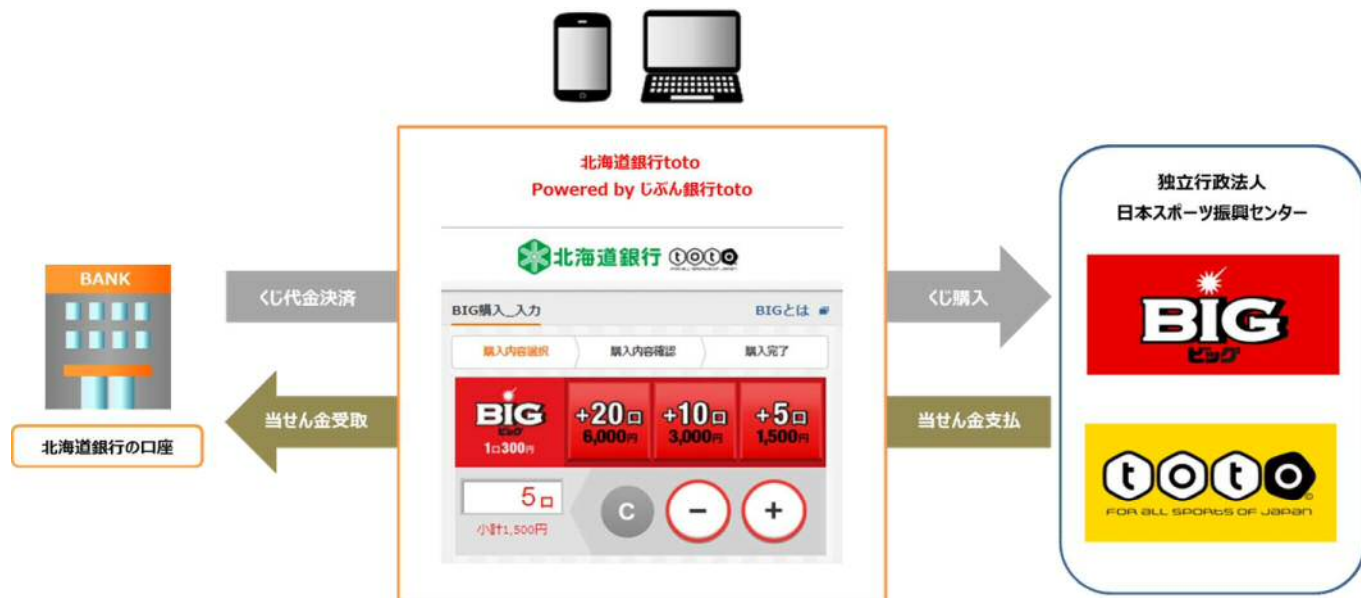 北海道銀行toto
Powered by じぶん銀行toto
北海道銀行 toto
FOR ALL SPORTS OF JAPAN
BIG購入_入力
BIGとは
購入内容選択
購入内容確認
購入完了
BIG
ビッグ
1口300円
+20口
6,000円
+10口
3,000円
+5口
1,500円
5口
小計1,500円
C
−
+
BANK
北海道銀行の口座
くじ代金決済
当せん金受取
くじ購入
当せん金支払
独立行政法人
日本スポーツ振興センター
BIG
ビッグ
toto
FOR ALL SPORTS OF JAPAN